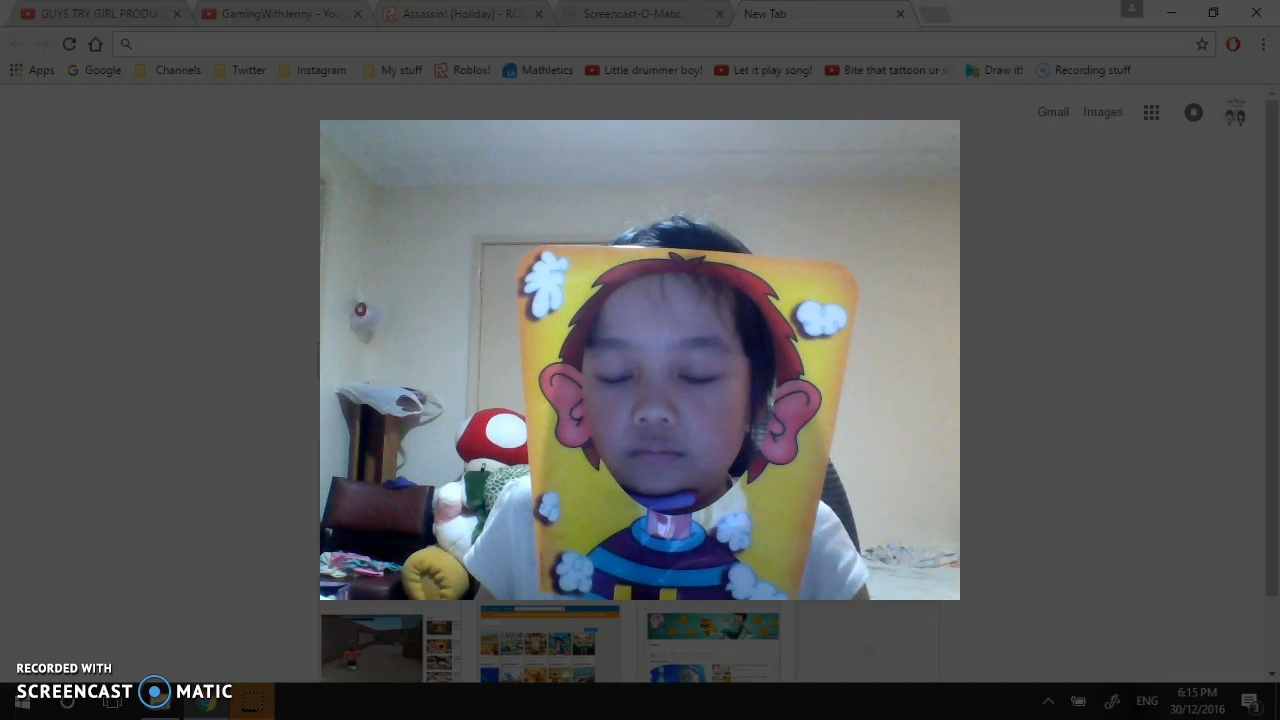 GUYS TRY GIRL PRODU
GamingWithJenny - You
Assassin! [Holiday] - RO
Screencast-O-Matic
New Tab
Apps
Google
Channels
Twitter
Instagram
My stuff
Roblox!
Mathletics
Little drummer boy!
Let it play song!
Bite that tattoon ur s
Draw it!
Recording stuff
Gmail
Images
RECORDED WITH
SCREENCAST MATIC
ENG
6:15 PM
30/12/2016
3